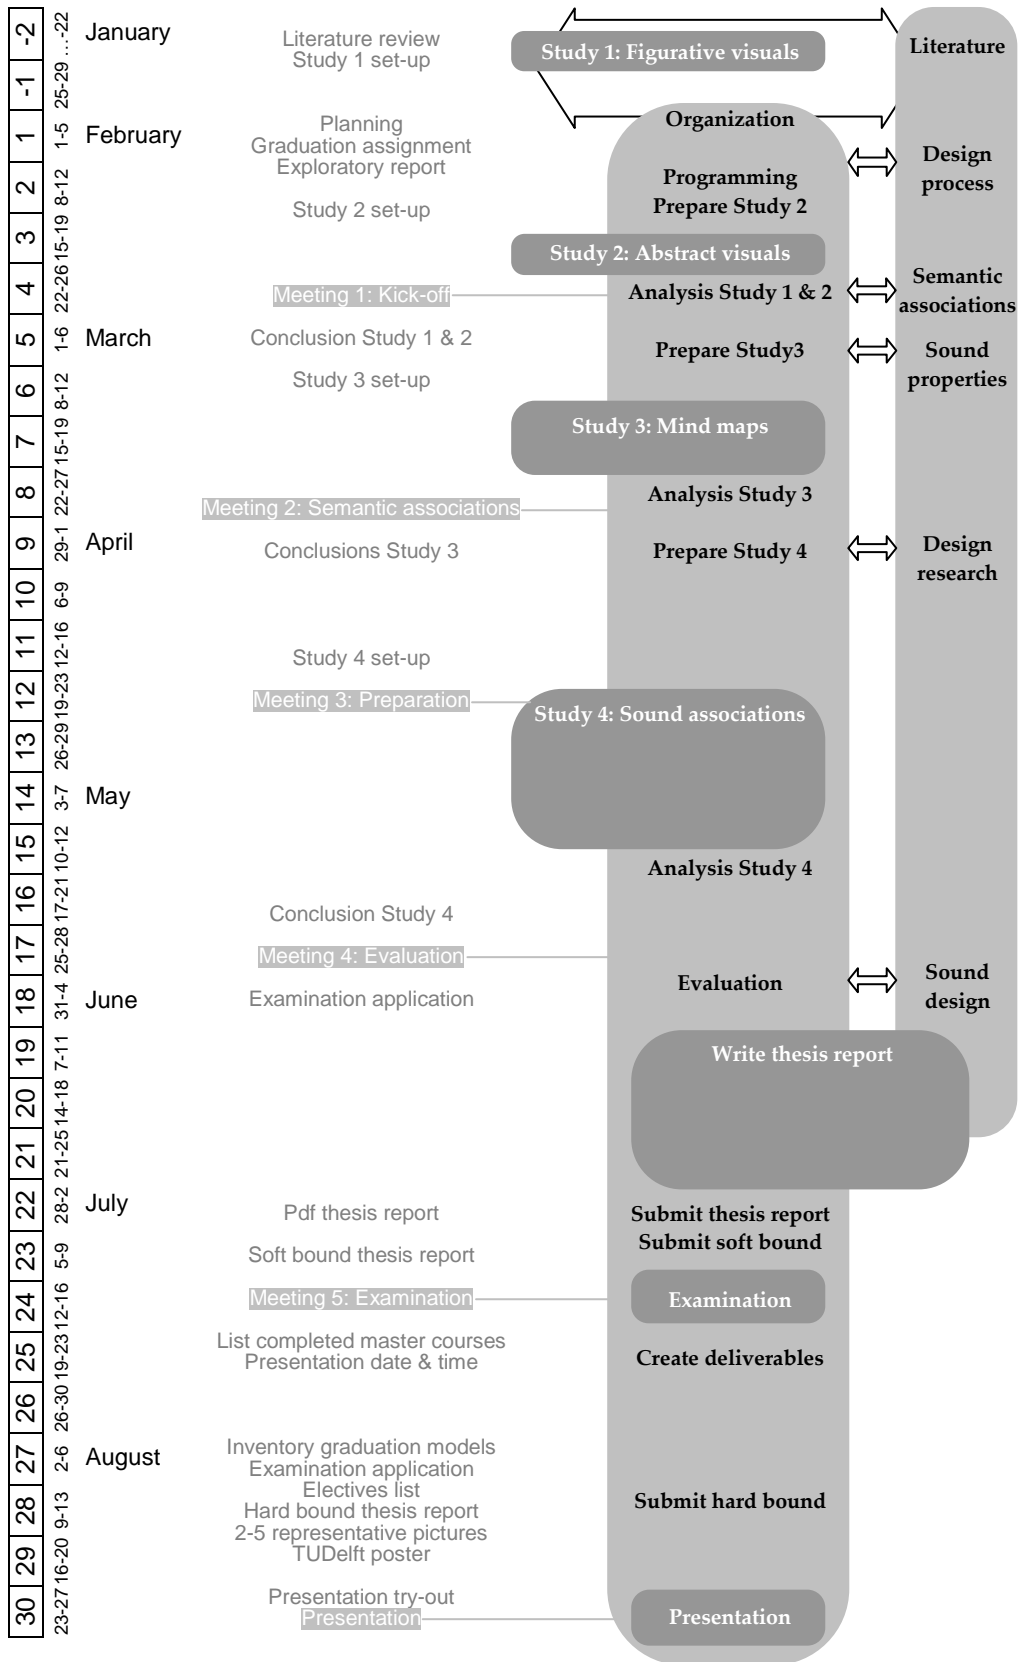 -2
...-22
January
Literature review
Study 1 set-up
Study 1: Figurative visuals
Literature
-1
25-29
1
1-5
February
Planning
Graduation assignment
Exploratory report
Organization
Design
process
2
8-12
Study 2 set-up
Programming
Prepare Study 2
3
15-19
Study 2: Abstract visuals
4
22-26
Meeting 1: Kick-off
Analysis Study 1 & 2
Semantic
associations
5
1-6
March
Conclusion Study 1 & 2
Prepare Study3
Sound
properties
6
8-12
Study 3 set-up
7
15-19
Study 3: Mind maps
8
22-27
Meeting 2: Semantic associations
Analysis Study 3
9
29-1
April
Conclusions Study 3
Prepare Study 4
Design
research
10
6-9
11
12-16
Study 4 set-up
12
19-23
Meeting 3: Preparation
Study 4: Sound associations
13
26-29
14
3-7
May
15
10-12
Analysis Study 4
16
17-21
Conclusion Study 4
17
25-28
Meeting 4: Evaluation
Evaluation
Sound
design
18
31-4
June
Examination application
19
7-11
Write thesis report
20
14-18
21
21-25
22
28-2
July
Pdf thesis report
Submit thesis report
Submit soft bound
23
5-9
Soft bound thesis report
24
12-16
Meeting 5: Examination
Examination
25
19-23
List completed master courses
Presentation date & time
Create deliverables
26
26-30
27
2-6
August
Inventory graduation models
Examination application
Electives list
28
9-13
Hard bound thesis report
2-5 representative pictures
TUDelft poster
Submit hard bound
29
16-20
30
23-27
Presentation try-out
Presentation
Presentation